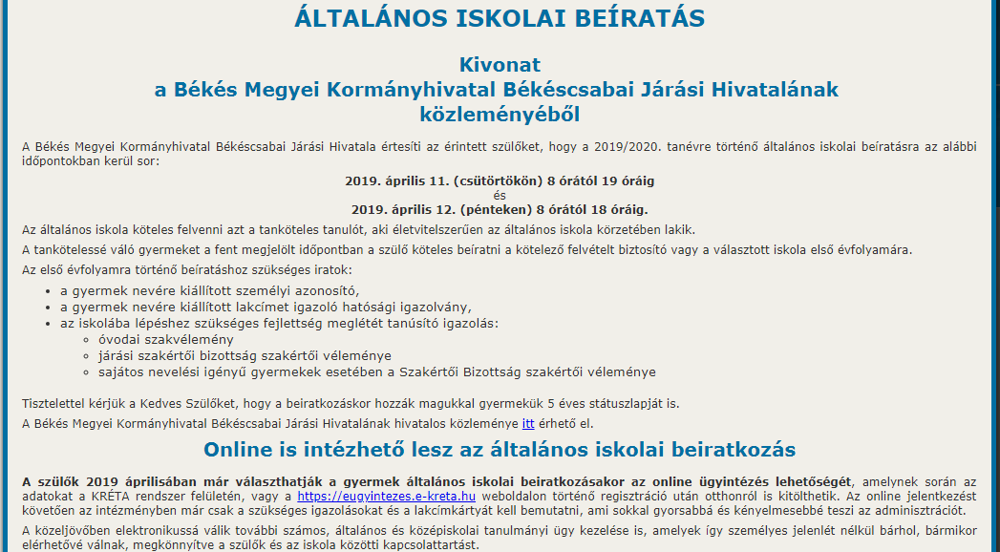 ÁLTALÁNOS ISKOLAI BEÍRATÁS
Kivonat
a Békés Megyei Kormányhivatal Békéscsabai Járási Hivatalának
közleményéből
A Békés Megyei Kormányhivatal Békéscsabai Járási Hivatala értesíti az érintett szülőket, hogy a 2019/2020. tanévre történő általános iskolai beíratásra az alábbi
időpontokban kerül sor:
2019. április 11. (csütörtökön) 8 órától 19 óráig
és
2019. április 12. (pénteken) 8 órától 18 óráig.
Az általános iskola köteles felvenni azt a tanköteles tanulót, aki életvitelszerűen az általános iskola körzetében lakik.
A tankötelessé váló gyermeket a fent megjelölt időpontban a szülő köteles beíratni a kötelező felvételt biztosító vagy a választott iskola első évfolyamára.
Az első évfolyamra történő beíratáshoz szükséges iratok:
• a gyermek nevére kiállított személyi azonosító,
• a gyermek nevére kiállított lakcímet igazoló hatósági igazolvány,
• az iskolába lépéshez szükséges fejlettség meglétét tanúsító igazolás:
◦ óvodai szakvélemény
◦ járási szakértői bizottság szakértői véleménye
◦ sajátos nevelési igényű gyermekek esetében a Szakértői Bizottság szakértői véleménye
Tisztelettel kérjük a Kedves Szülőket, hogy a beiratkozáskor hozzák magukkal gyermekük 5 éves státuszlapját is.
A Békés Megyei Kormányhivatal Békéscsabai Járási Hivatalának hivatalos közleménye itt érhető el.
Online is intézhető lesz az általános iskolai beiratkozás
A szülők 2019 áprilisában már választhatják a gyermek általános iskolai beiratkozásakor az online ügyintézés lehetőségét, amelynek során az
adatokat a KRÉTA rendszer felületén, vagy a https://eugyintezes.e-kreta.hu weboldalon történő regisztráció után otthonról is kitölthetik. Az online jelentkezést
követően az intézményben már csak a szükséges igazolásokat és a lakcímkártyát kell bemutatni, ami sokkal gyorsabbá és kényelmesebbé teszi az adminisztrációt.
A közeljövőben elektronikussá válik további számos, általános és középiskolai tanulmányi ügy kezelése is, amelyek így személyes jelenlét nélkül bárhol, bármikor
elérhetővé válnak, megkönnyítve a szülők és az iskola közötti kapcsolattartást.